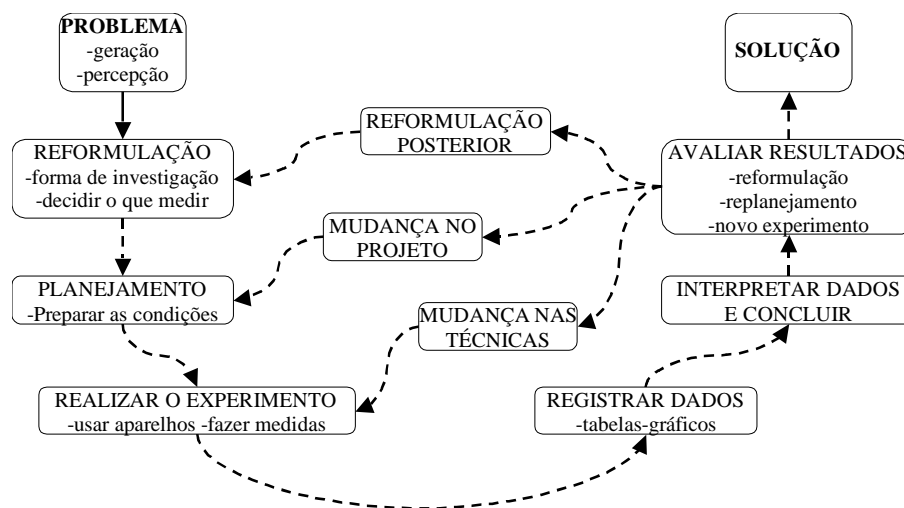 PROBLEMA
-geração
-percepção
SOLUÇÃO
REFORMULAÇÃO
POSTERIOR
REFORMULAÇÃO
-forma de investigação
-decidir o que medir
AVALIAR RESULTADOS
-reformulação
-replanejamento
-novo experimento
MUDANÇA NO
PROJETO
PLANEJAMENTO
-Preparar as condições
INTERPRETAR DADOS
E CONCLUIR
MUDANÇA NAS
TÉCNICAS
REALIZAR O EXPERIMENTO
-usar aparelhos -fazer medidas
REGISTRAR DADOS
-tabelas-gráficos